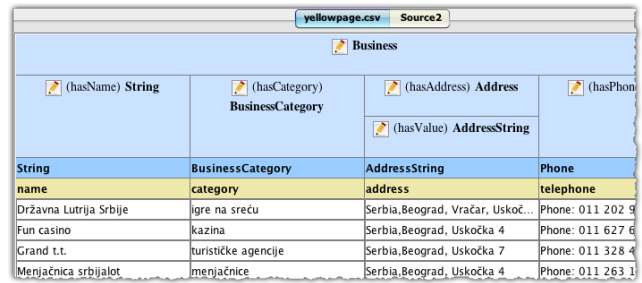 yellowpage.csv Source2
Business
(hasName) String (hasCategory) BusinessCategory (hasAddress) Address
(hasValue) AddressString
String BusinessCategory AddressString Phone
name category address telephone
Državna Lutrija Srbije igre na sreću Serbia,Beograd, Vračar, Uskoč... Phone: 011 202 9
Fun casino kazina Serbia,Beograd, Uskočka 4 Phone: 011 627 6
Grand t.t. turističke agencije Serbia,Beograd, Uskočka 7 Phone: 011 328 4
Menjačnica srbijalot menjačnice Serbia,Beograd, Uskočka 4 Phone: 011 263 1